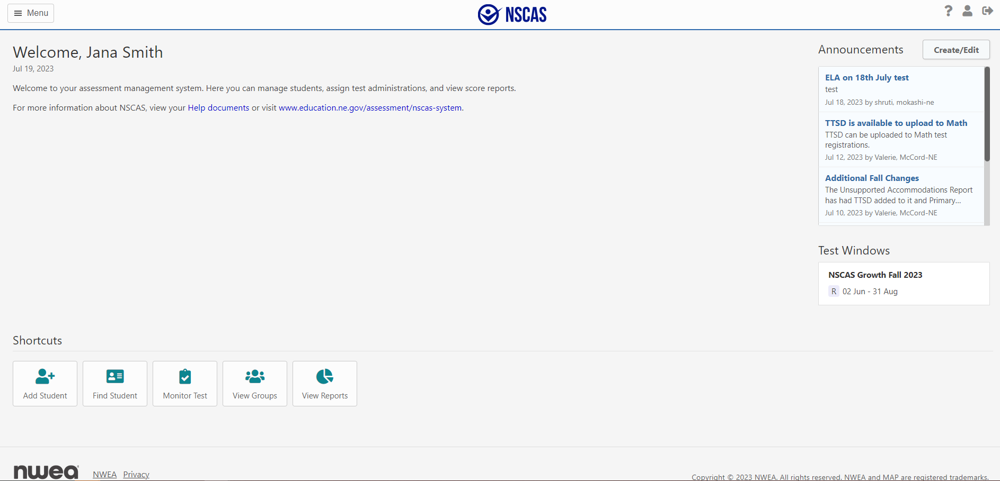 Menu
NSCAS
Welcome, Jana Smith
Jul 19, 2023
Welcome to your assessment management system. Here you can manage students, assign test administrations, and view score reports.
For more information about NSCAS, view your Help documents or visit www.education.ne.gov/assessment/nscas-system.
Announcements
Create/Edit
ELA on 18th July test
test
Jul 18, 2023 by shruti, mokashi-ne
TTSD is available to upload to Math
TTSD can be uploaded to Math test
registrations.
Jul 12, 2023 by Valerie, McCord-NE
Additional Fall Changes
The Unsupported Accommodations Report
has had TTSD added to it and Primary...
Jul 10, 2023 by Valerie, McCord-NE
Test Windows
NSCAS Growth Fall 2023
R 02 Jun - 31 Aug
Shortcuts
Add Student
Find Student
Monitor Test
View Groups
View Reports
nwea
NWEA Privacy
Copyright © 2023 NWEA. All rights reserved. NWEA and MAP are registered trademarks.